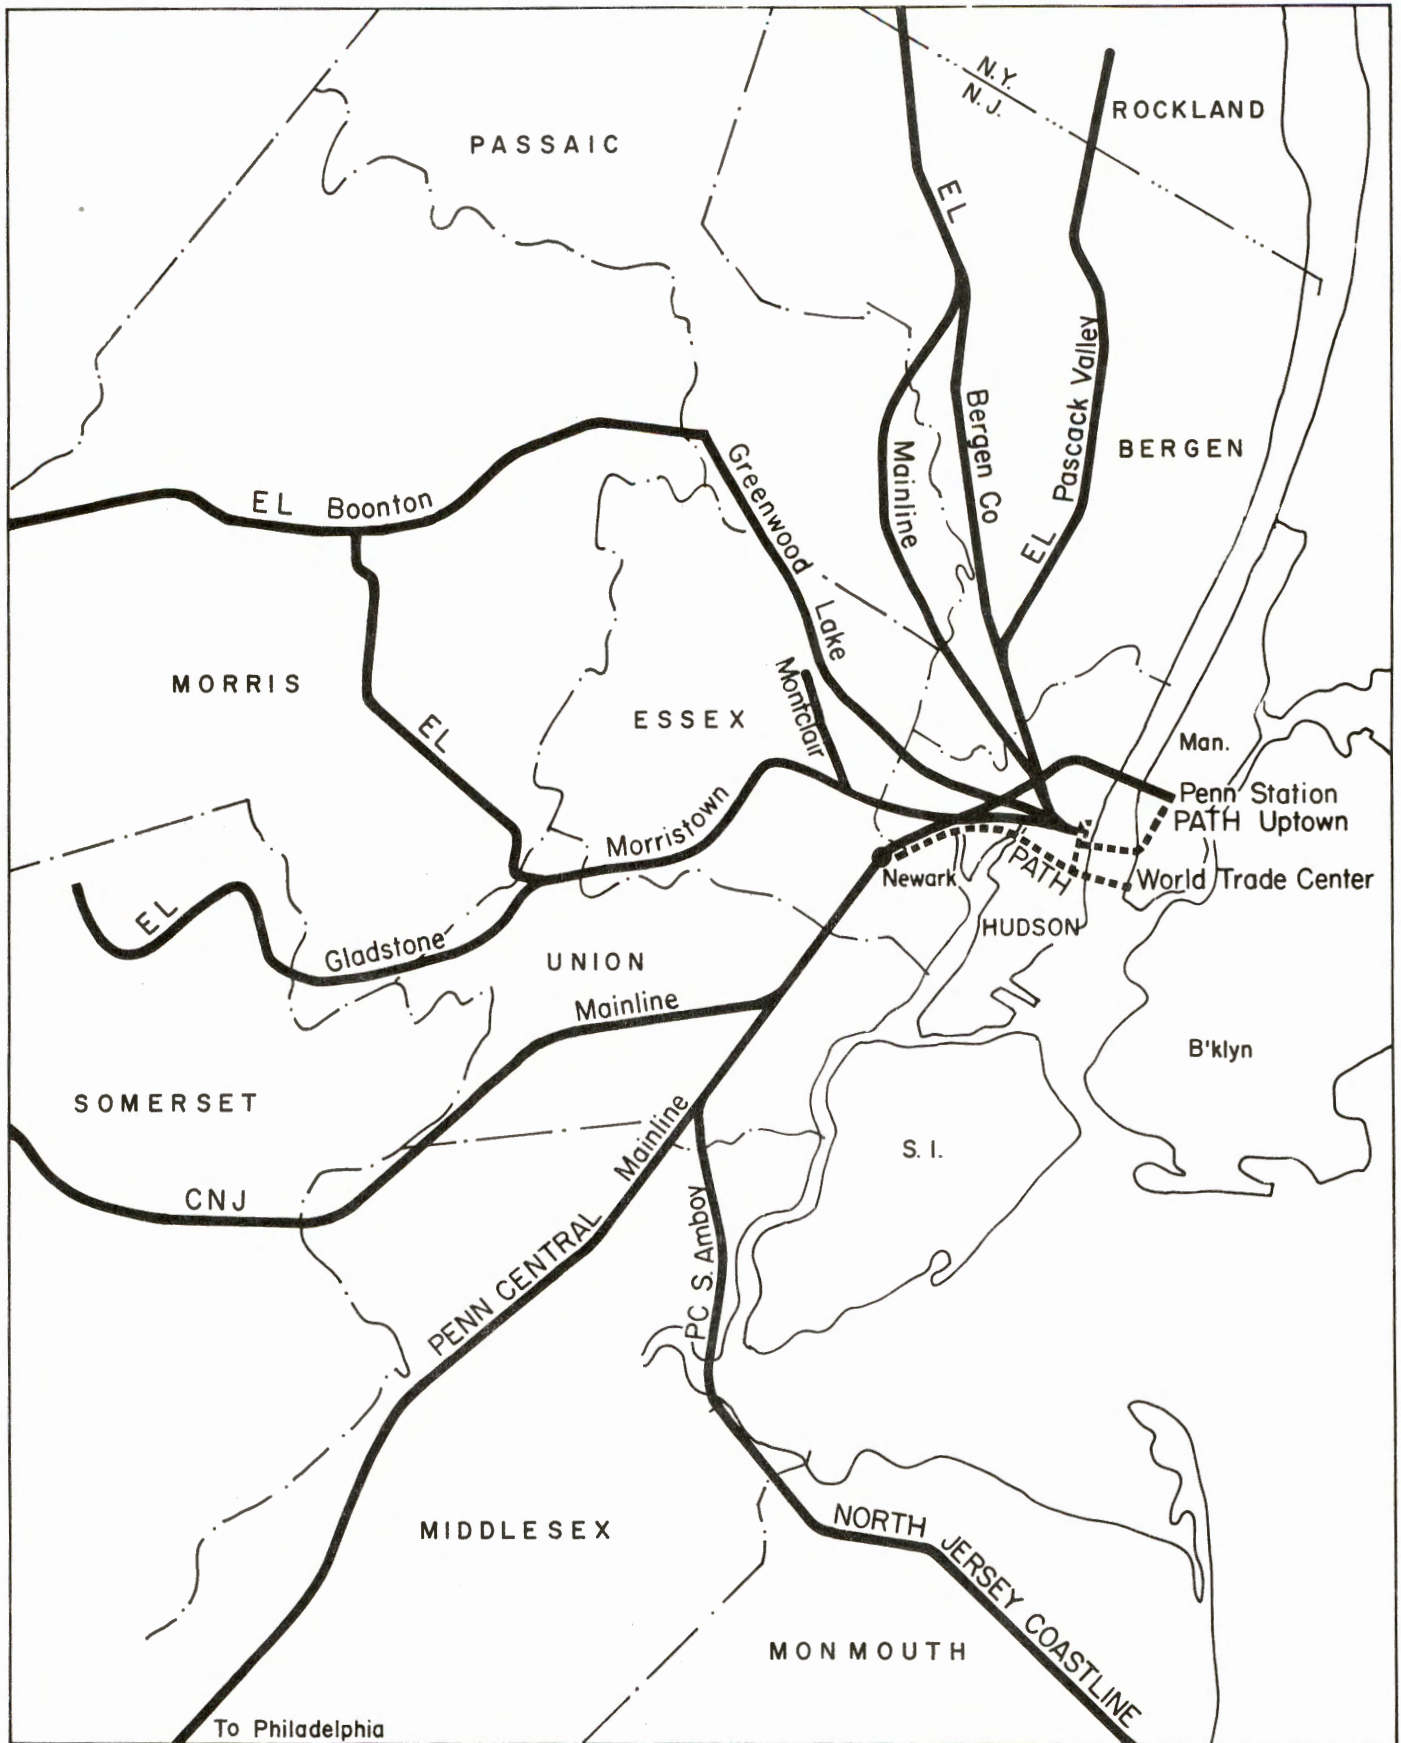 N.Y.
N.J.
ROCKLAND
PASSAIC
EL
EL Pascack Valley
Bergen Co
Mainline
BERGEN
Greenwood Lake
EL Boonton
MORRIS
EL
ESSEX
Montclair
Man.
Penn Station
PATH Uptown
Morristown
PATH
Newark
World Trade Center
EL
Gladstone
HUDSON
UNION
Mainline
B'klyn
SOMERSET
Mainline
S. I.
CNJ
PENN CENTRAL
PC S. Amboy
MIDDLESEX
NORTH JERSEY COASTLINE
MONMOUTH
To Philadelphia